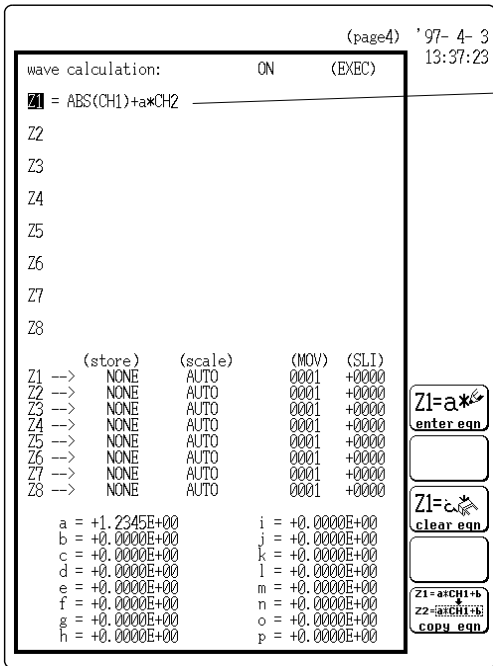 (page4) '97- 4- 3
13:37:23
wave calculation: ON (EXEC)
Z1 = ABS(CH1)+a*CH2
Z2
Z3
Z4
Z5
Z6
Z7
Z8
(store) (scale) (MOV) (SLI)
Z1 --> NONE AUTO 0001 +0000
Z2 --> NONE AUTO 0001 +0000
Z3 --> NONE AUTO 0001 +0000
Z4 --> NONE AUTO 0001 +0000
Z5 --> NONE AUTO 0001 +0000
Z6 --> NONE AUTO 0001 +0000
Z7 --> NONE AUTO 0001 +0000
Z8 --> NONE AUTO 0001 +0000
a = +1.2345E+00 i = +0.0000E+00
b = +0.0000E+00 j = +0.0000E+00
c = +0.0000E+00 k = +0.0000E+00
d = +0.0000E+00 l = +0.0000E+00
e = +0.0000E+00 m = +0.0000E+00
f = +0.0000E+00 n = +0.0000E+00
g = +0.0000E+00 o = +0.0000E+00
h = +0.0000E+00 p = +0.0000E+00
Z1=a*
enter eqn
Z1=
clear eqn
Z1=a*CH1+b
Z2=a*CH1+b
copy eqn